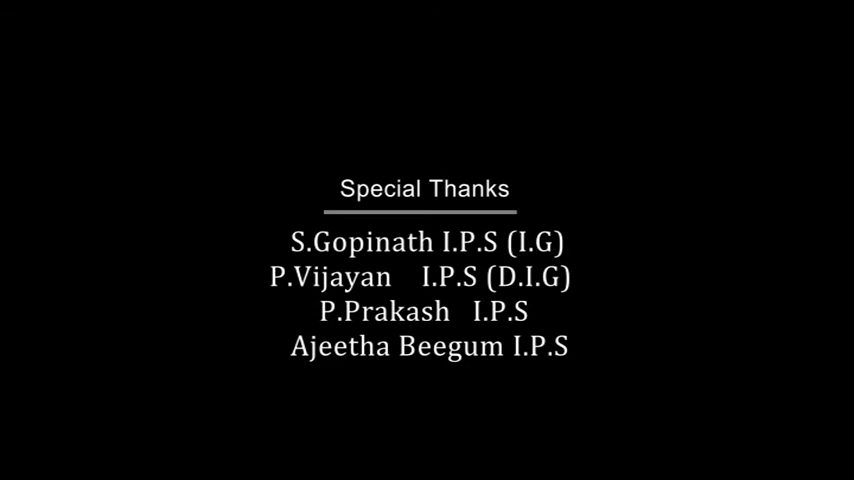 Special Thanks
S.Gopinath I.P.S (I.G)
P.Vijayan I.P.S (D.I.G)
P.Prakash I.P.S
Ajeetha Beegum I.P.S